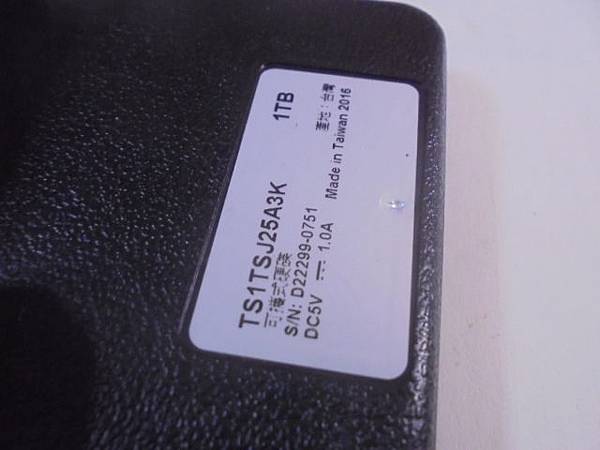 TS1TSJ25A3K 1TB
可攜式硬碟 產地：台灣
S/N: D22299-0751 Made in Taiwan 2016
DC5V ⎓ 1.0A